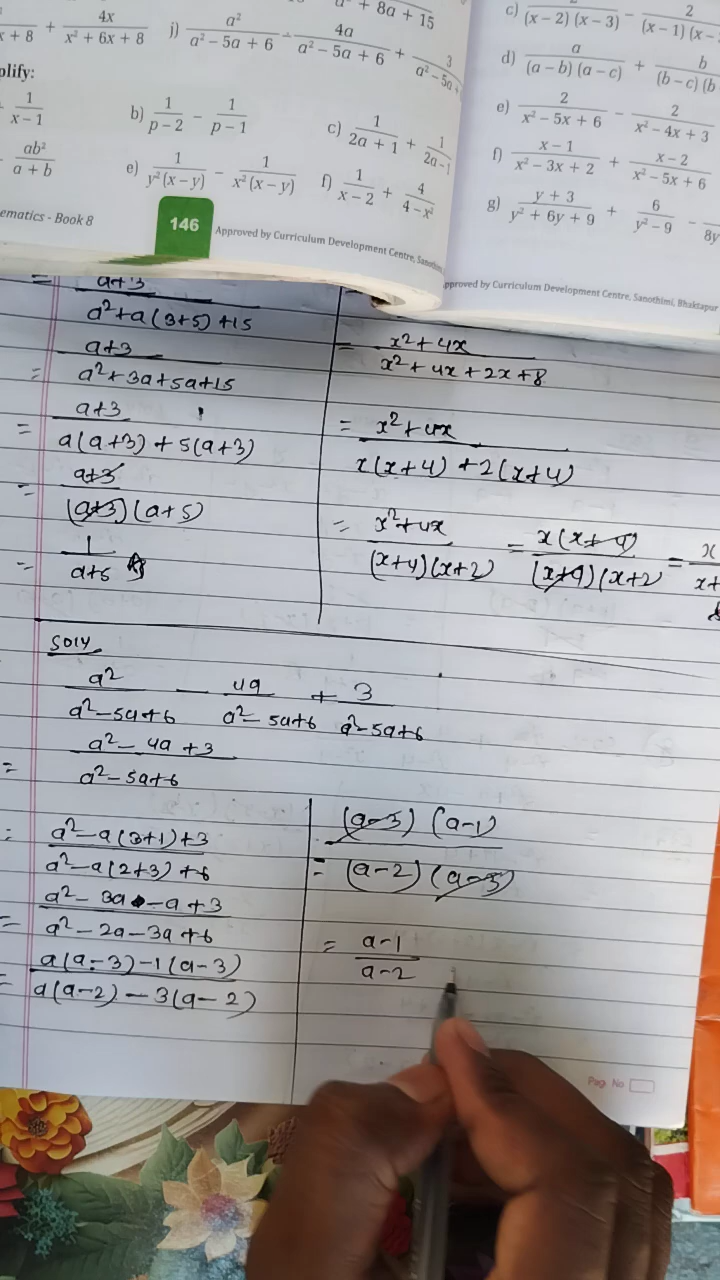 x + 8 + 4x / x² + 6x + 8 j) a² / a² – 5a + 6 – 4a / a² – 5a + 6 + 3 / a² – 5a +
+ 8a + 15
plify:
1 / x – 1 b) 1 / p – 2 – 1 / p – 1 c) 1 / 2a + 1 + 1 / 2a – 1
ab² / a + b e) 1 / y² (x – y) – 1 / x² (x – y) f) 1 / x – 2 + 4 / 4 – x²
ematics - Book 8 146 Approved by Curriculum Development Centre, Sanothimi,
c) / (x – 2) (x – 3) – 2 / (x – 1) (x –
d) a / (a – b) (a – c) + b / (b – c) (b
e) 2 / x² – 5x + 6 – 2 / x² – 4x + 3
f) x – 1 / x² – 3x + 2 + x – 2 / x² – 5x + 6
g) y + 3 / y² + 6y + 9 + 6 / y² – 9 – / 8y
pproved by Curriculum Development Centre, Sanothimi, Bhaktapur
= a+3 / a²+a(3+5)+15
= a+3 / a²+3a+5a+15
= a+3 / a(a+3)+5(a+3)
= a+3 / (a+3)(a+5)
= 1 / a+5
= x²+4x / x²+4x+2x+8
= x²+4x / x(x+4)+2(x+4)
= x²+4x / (x+4)(x+2) = x(x+4) / (x+4)(x+2 = x / x+
Soln
a² / a²-5a+6 - 4a / a²-5a+6 + 3 / a²-5a+6
= a²-4a+3 / a²-5a+6
= a²-a(3+1)+3 / a²-a(2+3)+6
= a²-3a-a+3 / a²-2a-3a+6
= a(a-3)-1(a-3) / a(a-2)-3(a-2)
= (a-3)(a-1) / (a-2)(a-3)
= a-1 / a-2
Pag. No